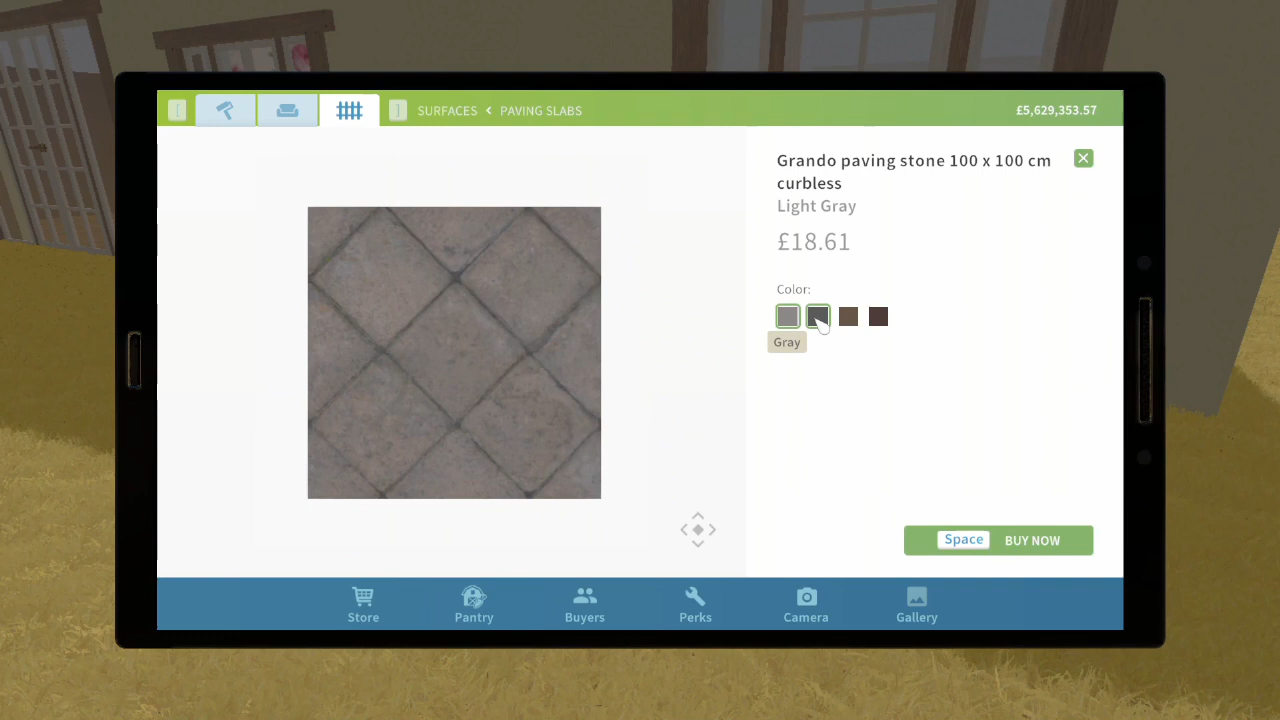 [ ] SURFACES < PAVING SLABS £5,629,353.57
Grando paving stone 100 x 100 cm
curbless
Light Gray
£18.61
Color:
Gray
Space BUY NOW
Store Pantry Buyers Perks Camera Gallery